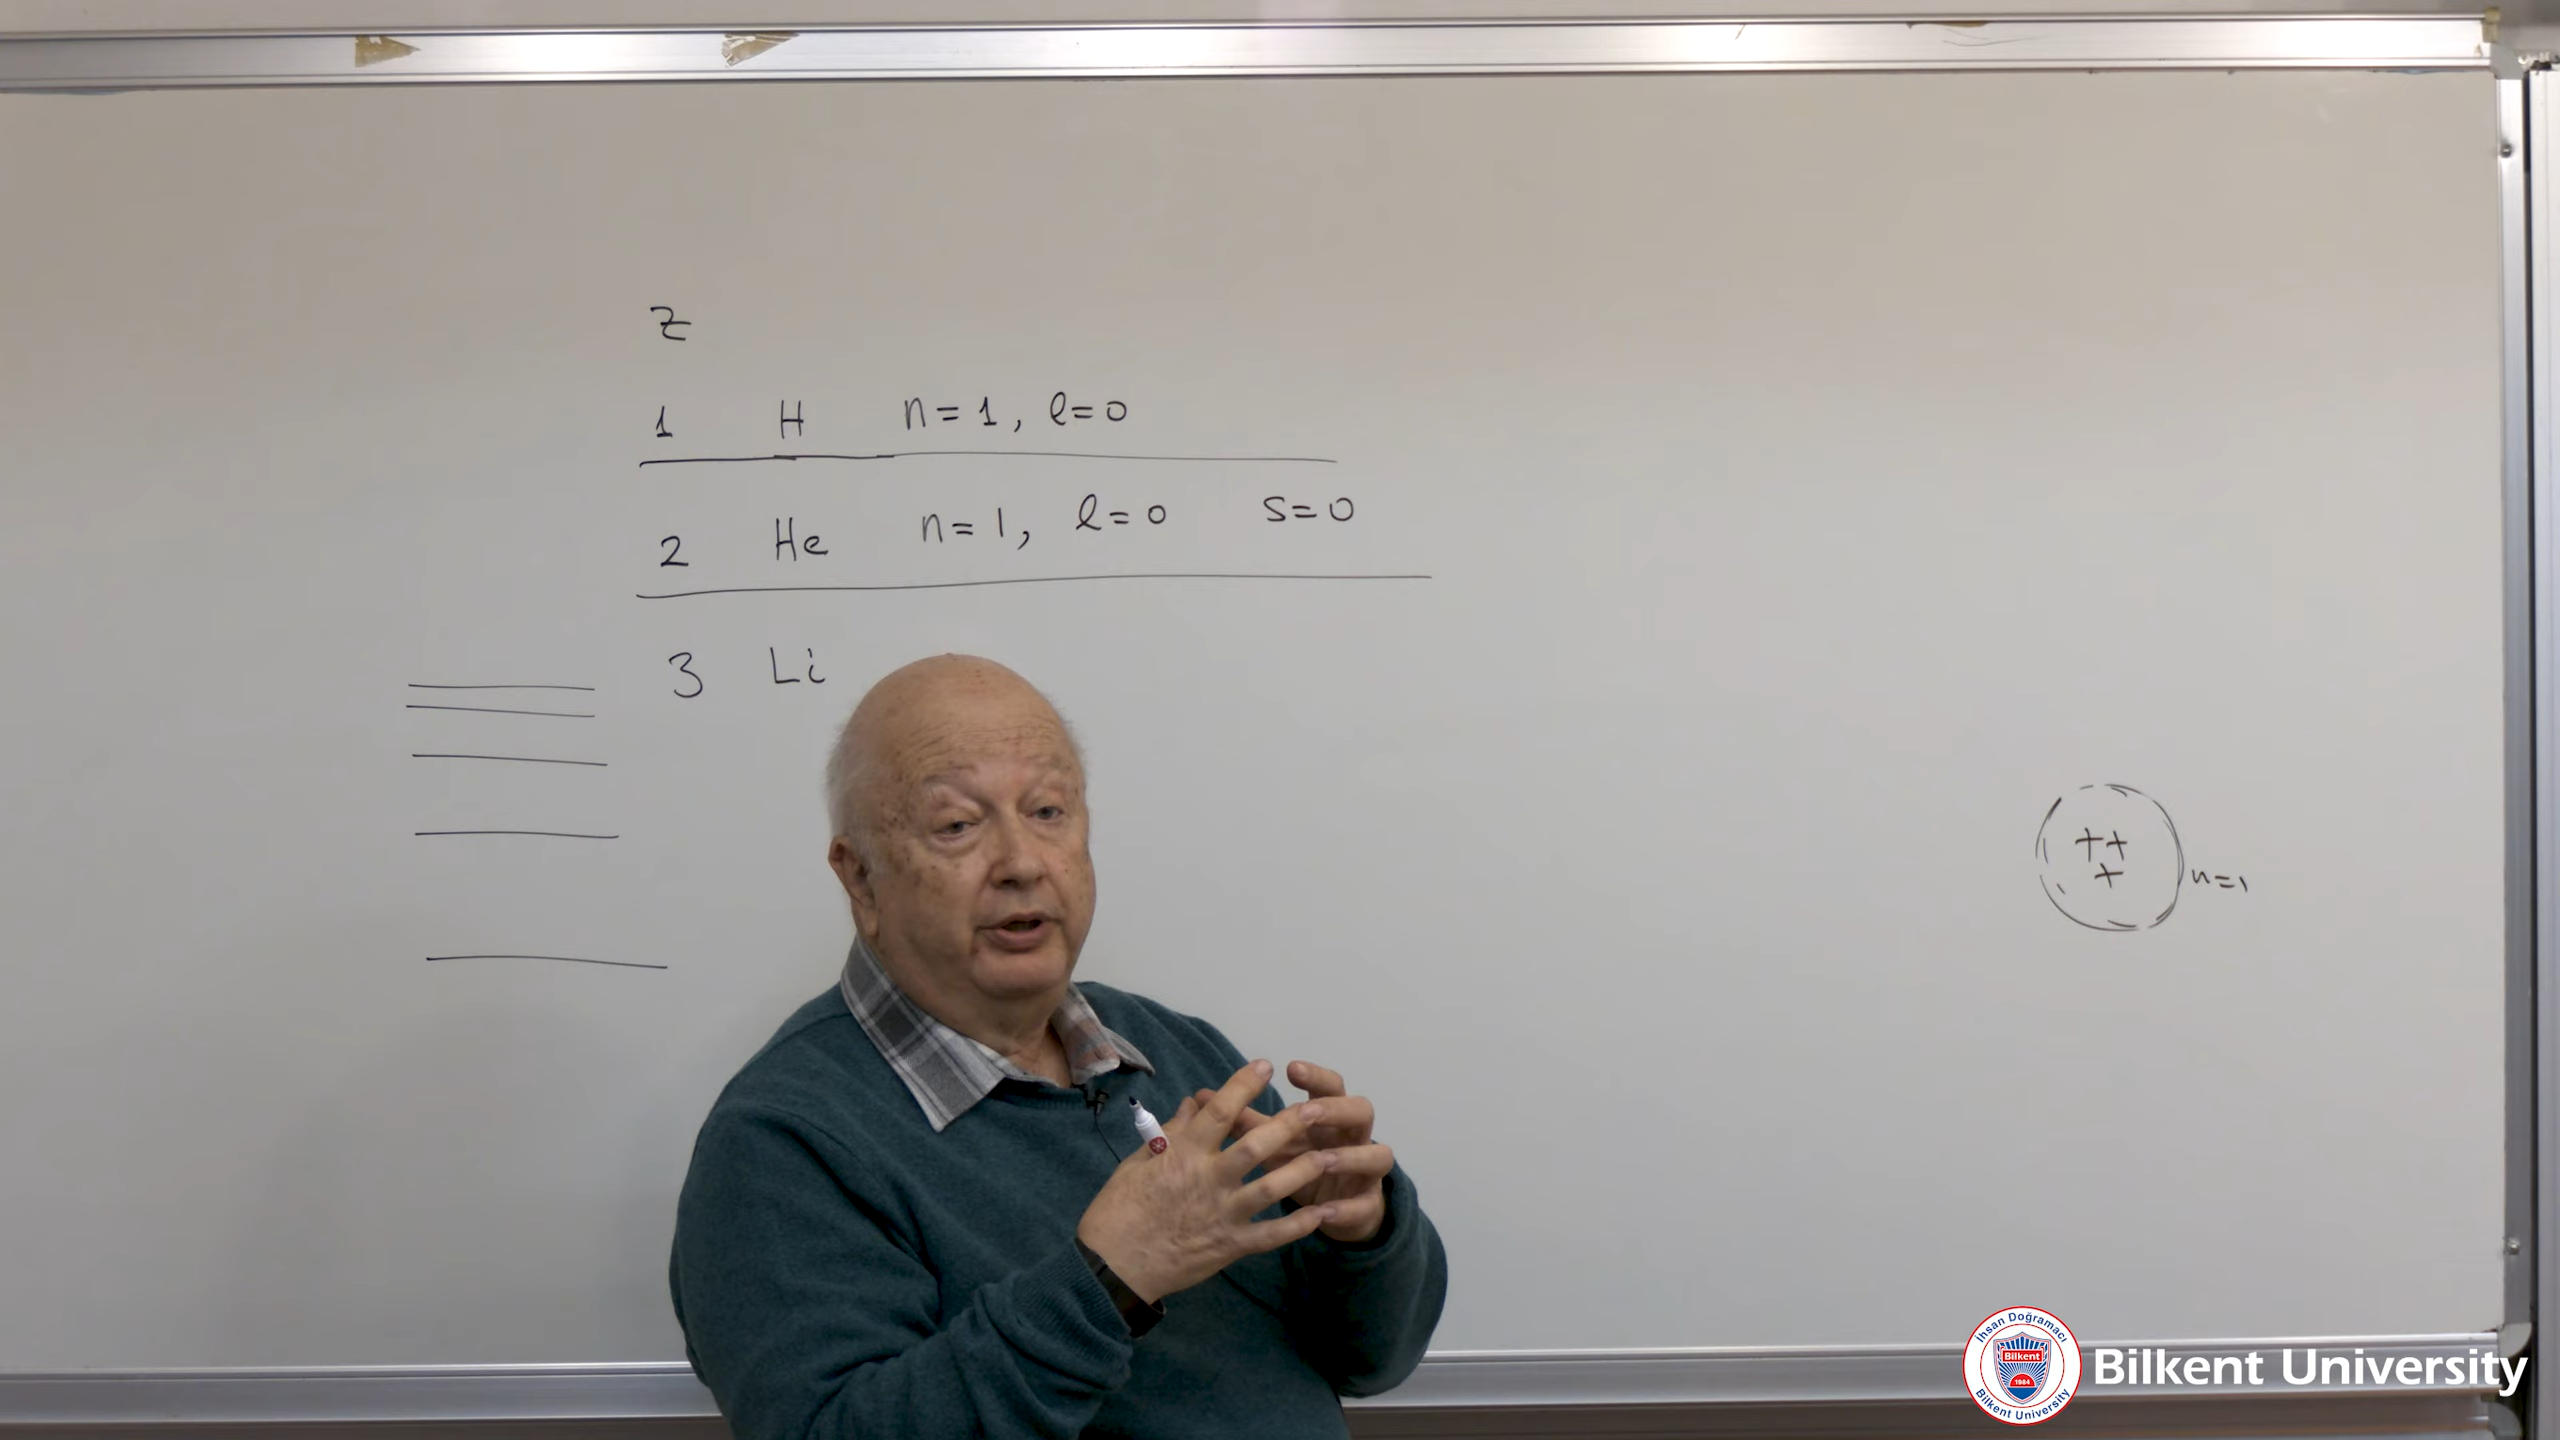 Z
1 H n=1, ℓ=0
2 He n=1, ℓ=0 S=0
3 Li
++
+
n=1
İhsan Doğramacı
Bilkent
1984
Bilkent University
Bilkent University